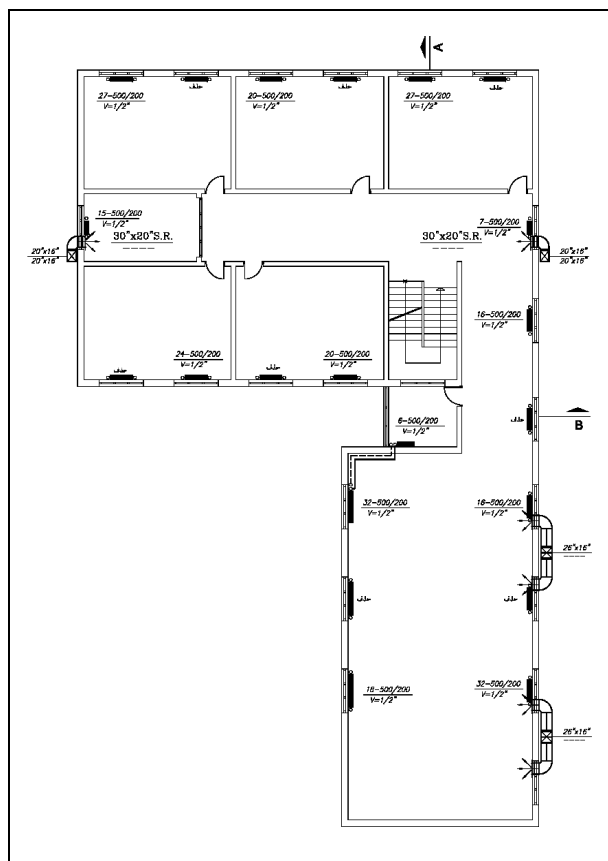 A
27-500/200
V=1/2"
20-500/200
V=1/2"
27-500/200
V=1/2"
15-500/200
V=1/2"
30"x20"S.R.
30"x20"S.R.
7-500/200
V=1/2"
20"x16"
20"x16"
20"x16"
20"x16"
16-500/200
V=1/2"
24-500/200
V=1/2"
20-500/200
V=1/2"
6-500/200
V=1/2"
B
32-500/200
V=1/2"
16-500/200
V=1/2"
26"x16"
18-500/200
V=1/2"
32-500/200
V=1/2"
26"x16"